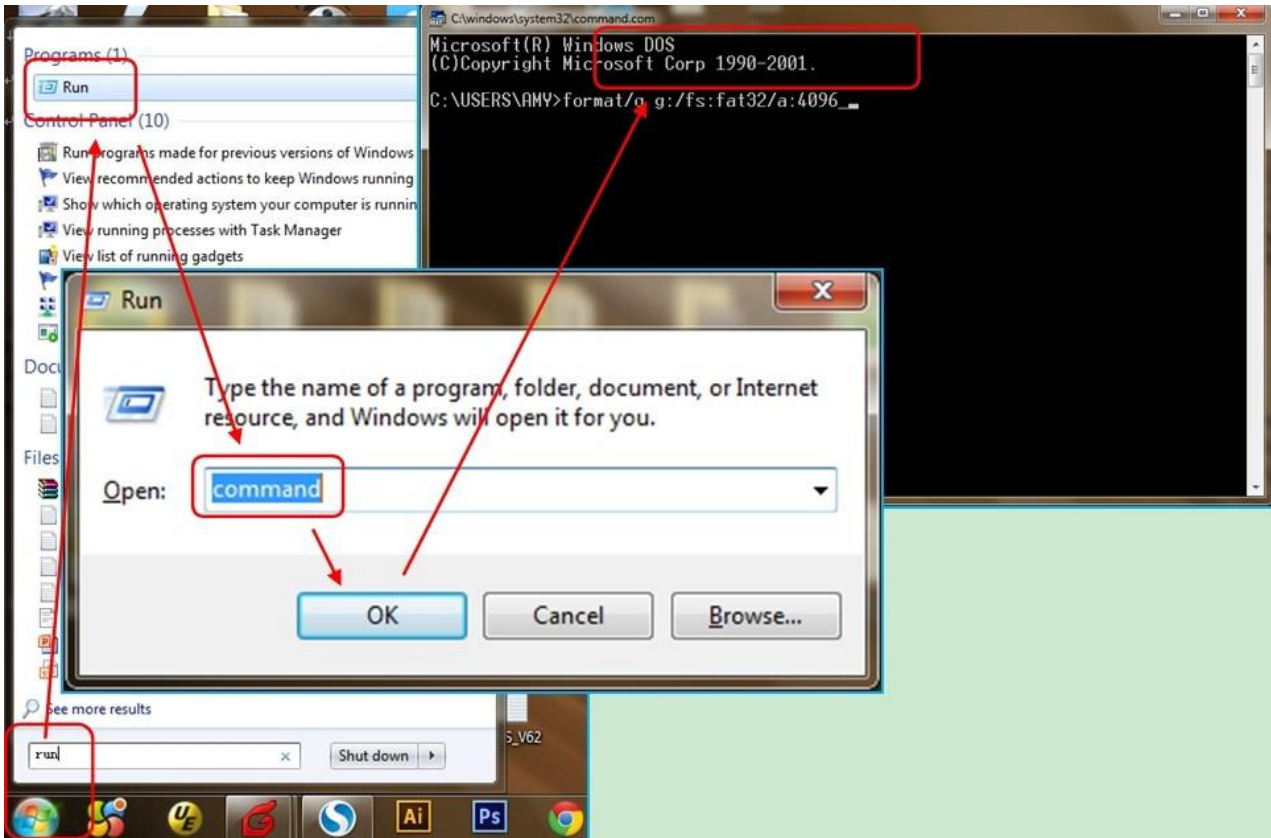 Programs (1)
Run
Control Panel (10)
Run programs made for previous versions of Windows
View recommended actions to keep Windows running
Show which operating system your computer is runnin
View running processes with Task Manager
View list of running gadgets
Docu
Files
See more results
run
Shut down
C:\windows\system32\command.com
Microsoft(R) Windows DOS
(C)Copyright Microsoft Corp 1990-2001.
C:\USERS\AMY>format/q g:/fs:fat32/a:4096_
Run
Type the name of a program, folder, document, or Internet
resource, and Windows will open it for you.
Open:
command
OK
Cancel
Browse...
S_V62
UE
Ai
Ps